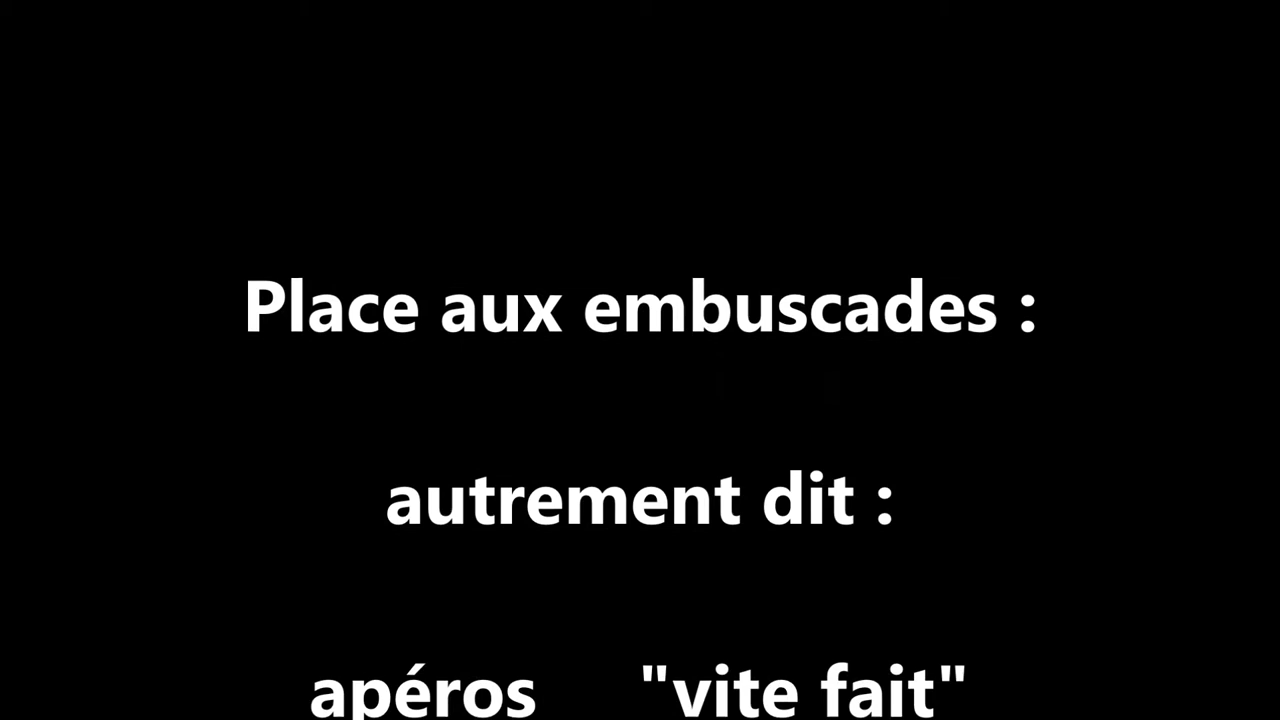 Place aux embuscades :
autrement dit :
apéros "vite fait"